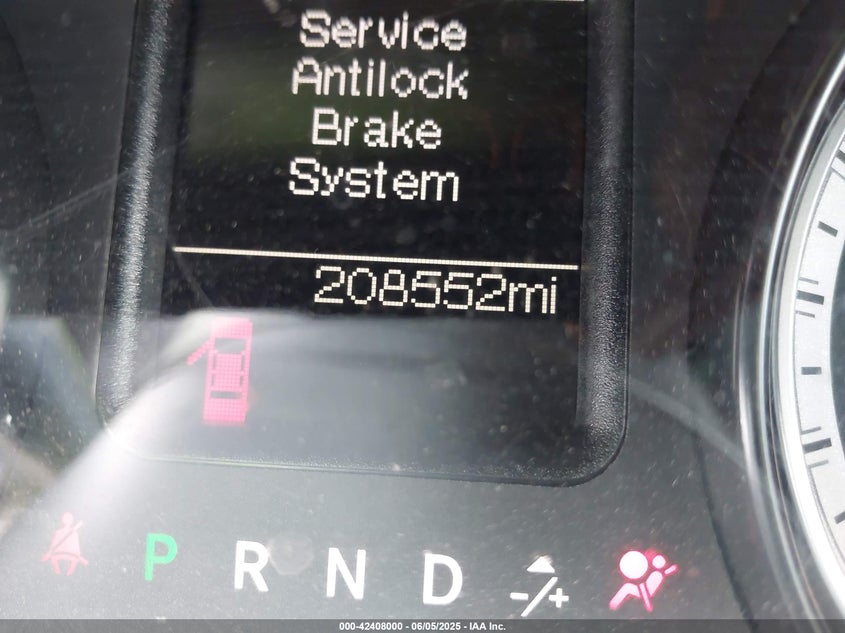 Service
Antilock
Brake
System
208552mi
P R N D -/+
000-42408000 - 06/05/2025 - IAA Inc.